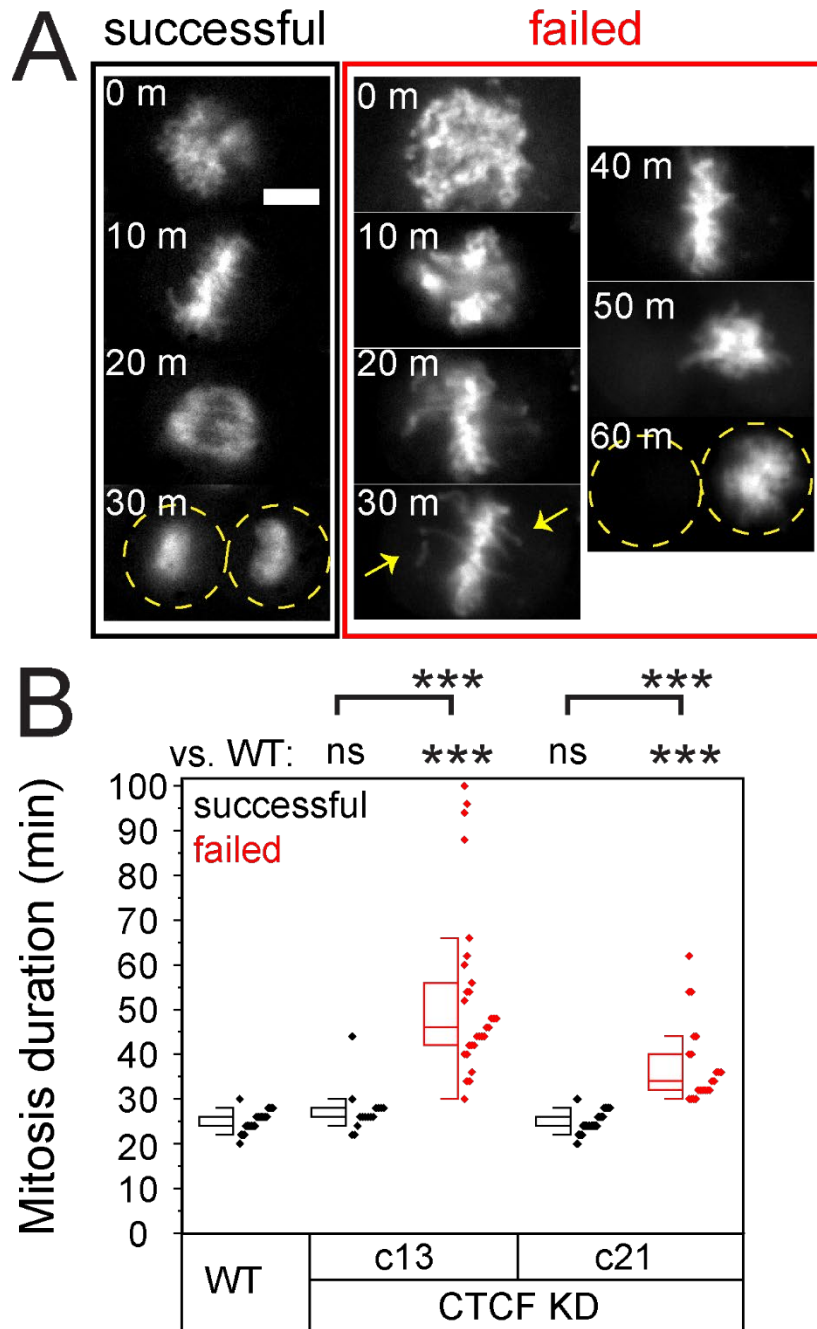 A
successful
failed
0 m
10 m
20 m
30 m
0 m
10 m
20 m
30 m
40 m
50 m
60 m
B
*** ***
vs. WT: ns *** ns ***
Mitosis duration (min)
100
90
80
70
60
50
40
30
20
10
0
successful
failed
WT
c13
c21
CTCF KD